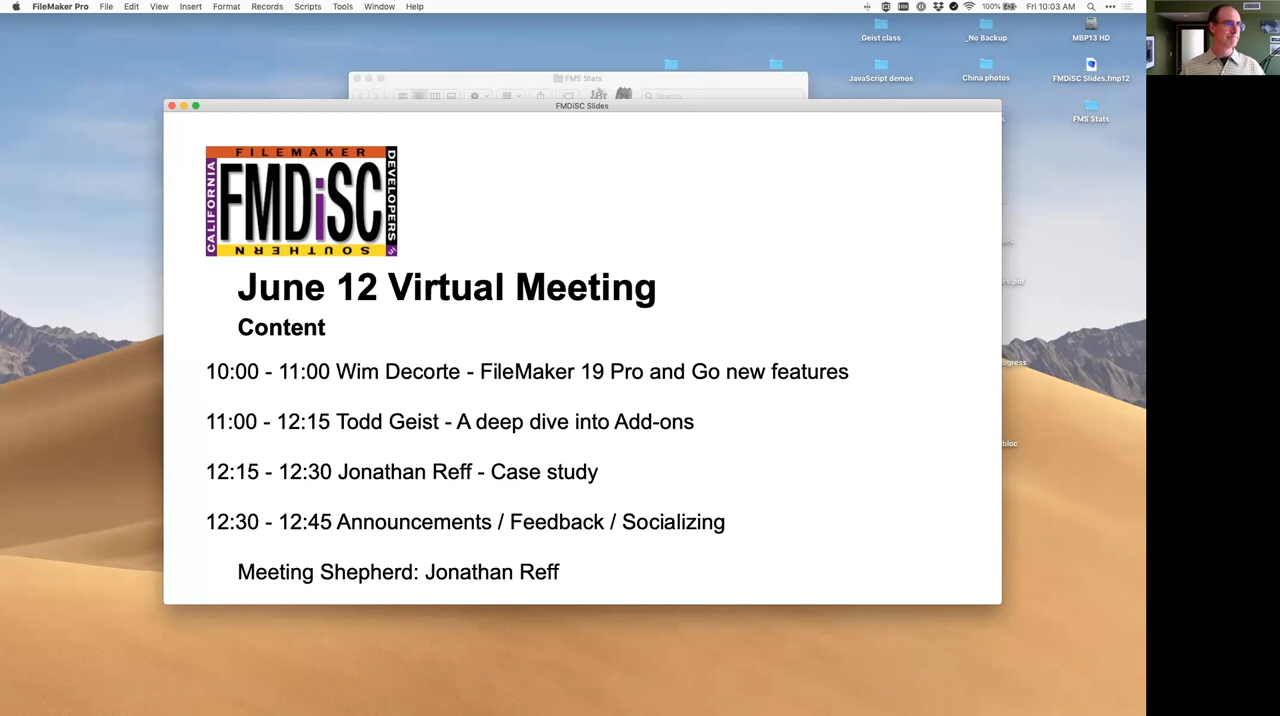 FileMaker Pro File Edit View Insert Format Records Scripts Tools Window Help 100% Fri 10:03 AM
Geist class
_No Backup
MBP13 HD
JavaScript demos
China photos
FMDiSC Slides.fmp12
FMS Stats
FMS Stats
Search
FMDiSC Slides
FILEMAKER
CALIFORNIA
FMDiSC
DEVELOPERS
SOUTHERN
June 12 Virtual Meeting
Content
10:00 - 11:00 Wim Decorte - FileMaker 19 Pro and Go new features
11:00 - 12:15 Todd Geist - A deep dive into Add-ons
12:15 - 12:30 Jonathan Reff - Case study
12:30 - 12:45 Announcements / Feedback / Socializing
Meeting Shepherd: Jonathan Reff